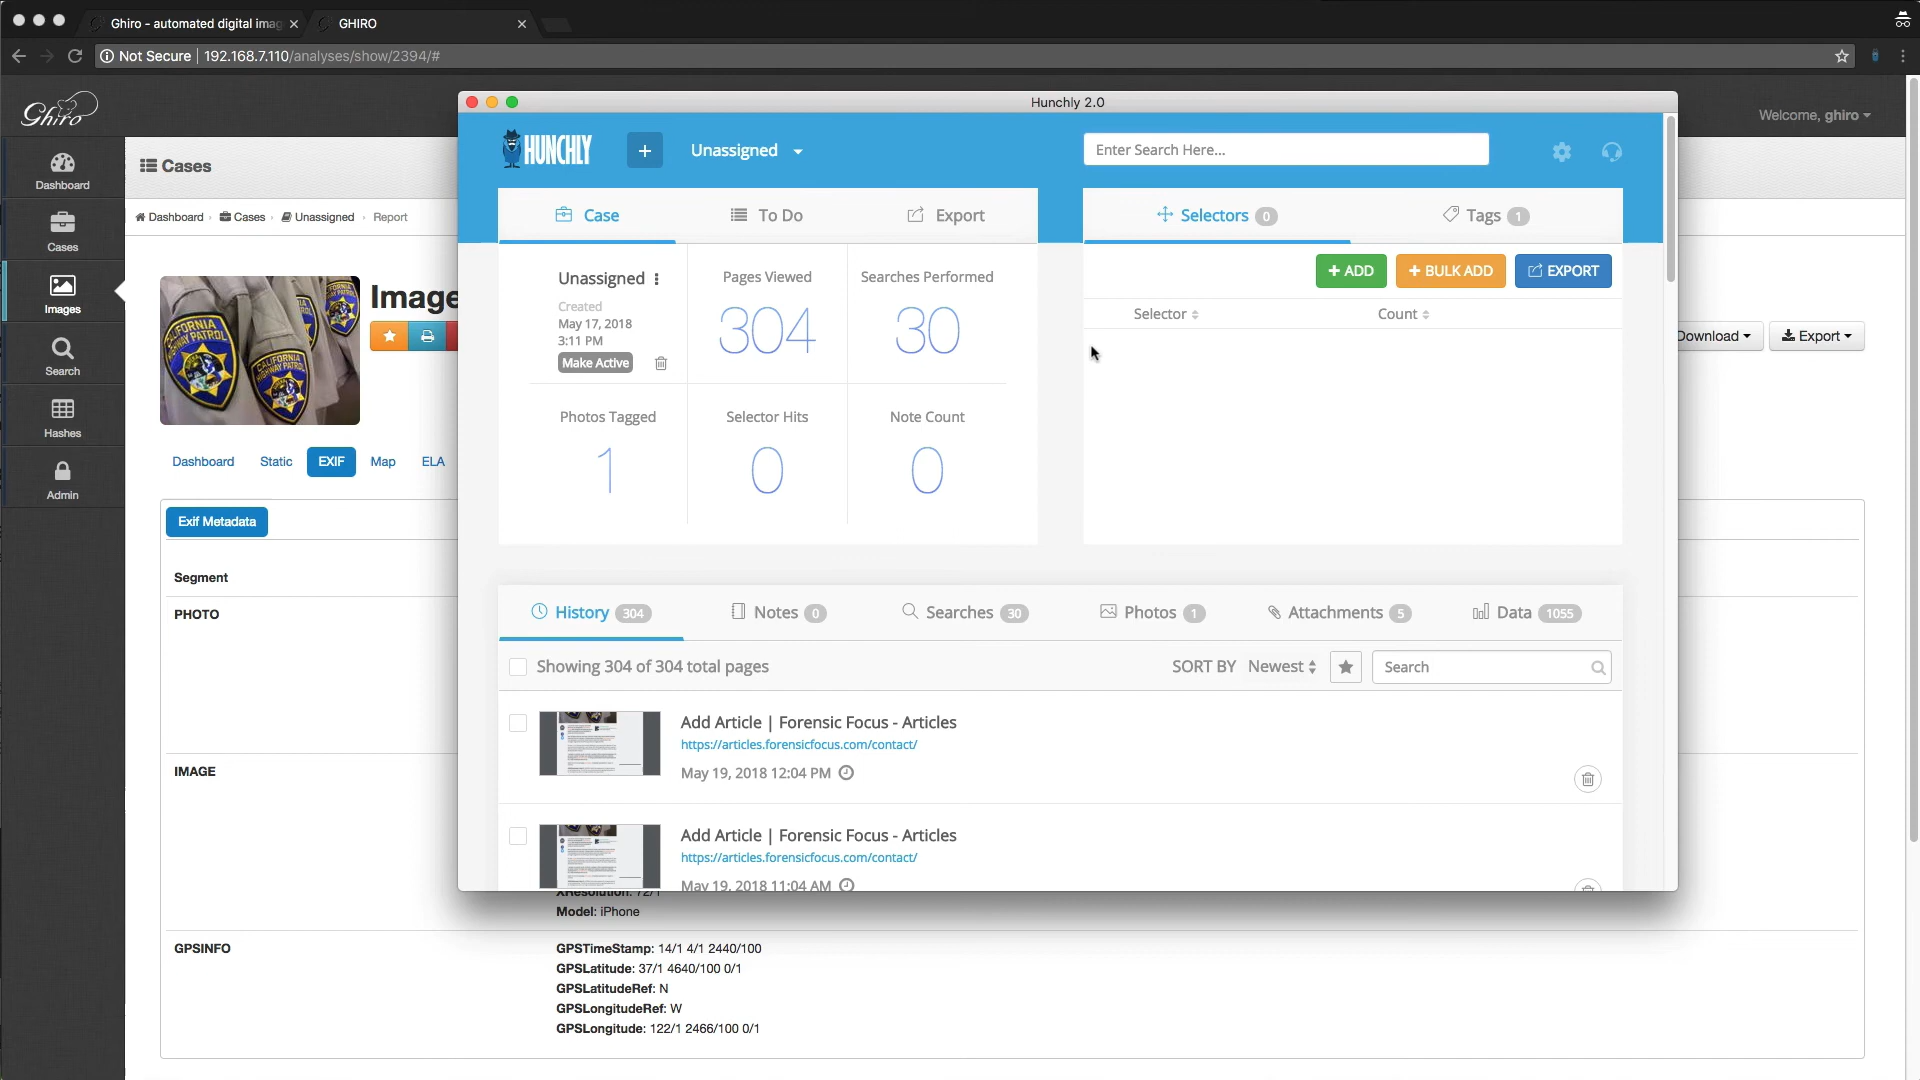 Ghiro - automated digital imag
GHIRO
Not Secure | 192.168.7.110/analyses/show/2394/#
Ghiro
Welcome, ghiro
Dashboard
Cases
Images
Search
Hashes
Admin
Cases
Dashboard Cases Unassigned Report
CALIFORNIA
HIGHWAY PATROL
Image
Download
Export
Dashboard Static EXIF Map ELA
Exif Metadata
Segment
PHOTO
IMAGE
XResolution: 72/1
Model: iPhone
GPSINFO
GPSTimeStamp: 14/1 4/1 2440/100
GPSLatitude: 37/1 4640/100 0/1
GPSLatitudeRef: N
GPSLongitudeRef: W
GPSLongitude: 122/1 2466/100 0/1
Hunchly 2.0
HUNCHLY
+
Unassigned
Enter Search Here...
Case
To Do
Export
Unassigned
Created
May 17, 2018
3:11 PM
Make Active
Pages Viewed
304
Searches Performed
30
Photos Tagged
1
Selector Hits
0
Note Count
0
Selectors 0
Tags 1
+ ADD
+ BULK ADD
EXPORT
Selector
Count
History 304
Notes 0
Searches 30
Photos 1
Attachments 5
Data 1055
Showing 304 of 304 total pages
SORT BY Newest
Search
Add Article | Forensic Focus - Articles
https://articles.forensicfocus.com/contact/
May 19, 2018 12:04 PM
Add Article | Forensic Focus - Articles
https://articles.forensicfocus.com/contact/
May 19, 2018 11:04 AM